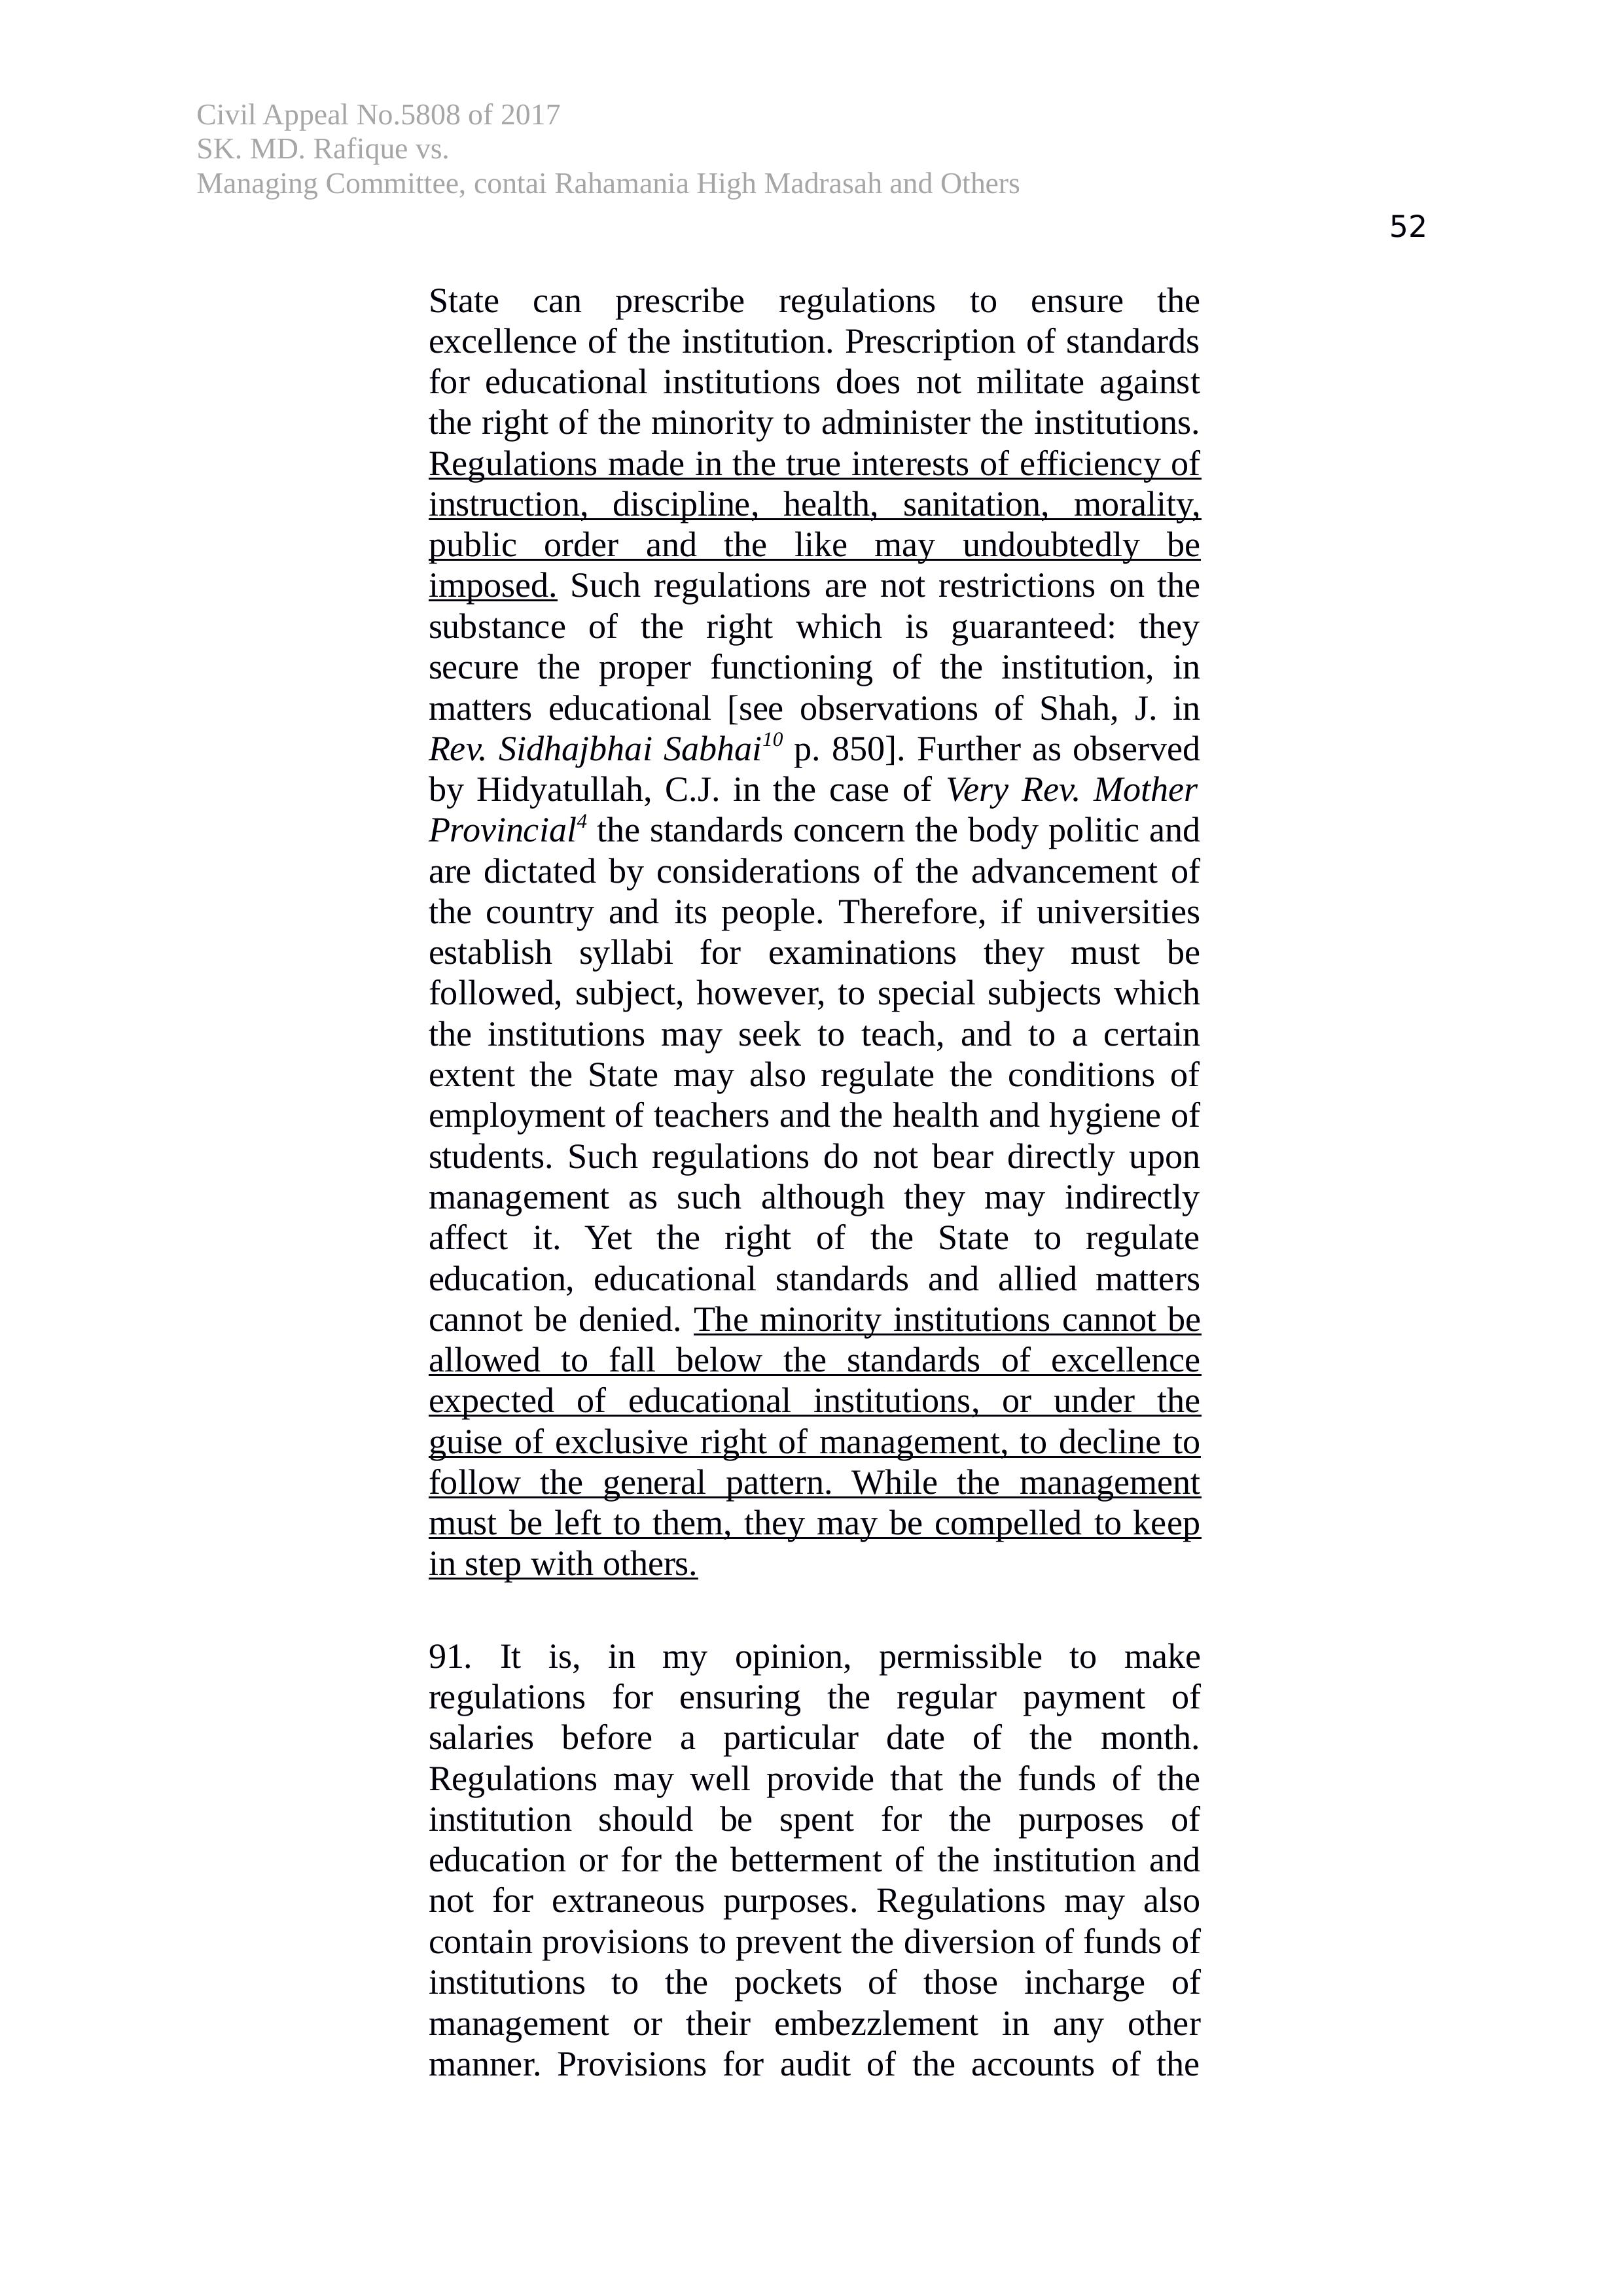 Civil Appeal No.5808 of 2017
SK. MD. Rafique vs.
Managing Committee, contai Rahamania High Madrasah and Others
52
State can prescribe regulations to ensure the
excellence of the institution. Prescription of standards
for educational institutions does not militate against
the right of the minority to administer the institutions.
Regulations made in the true interests of efficiency of
instruction, discipline, health, sanitation, morality,
public order and the like may undoubtedly be
imposed. Such regulations are not restrictions on the
substance of the right which is guaranteed: they
secure the proper functioning of the institution, in
matters educational [see observations of Shah, J. in
Rev. Sidhajbhai Sabhai10 p. 850]. Further as observed
by Hidyatullah, C.J. in the case of Very Rev. Mother
Provincial4 the standards concern the body politic and
are dictated by considerations of the advancement of
the country and its people. Therefore, if universities
establish syllabi for examinations they must be
followed, subject, however, to special subjects which
the institutions may seek to teach, and to a certain
extent the State may also regulate the conditions of
employment of teachers and the health and hygiene of
students. Such regulations do not bear directly upon
management as such although they may indirectly
affect it. Yet the right of the State to regulate
education, educational standards and allied matters
cannot be denied. The minority institutions cannot be
allowed to fall below the standards of excellence
expected of educational institutions, or under the
guise of exclusive right of management, to decline to
follow the general pattern. While the management
must be left to them, they may be compelled to keep
in step with others.
91. It is, in my opinion, permissible to make
regulations for ensuring the regular payment of
salaries before a particular date of the month.
Regulations may well provide that the funds of the
institution should be spent for the purposes of
education or for the betterment of the institution and
not for extraneous purposes. Regulations may also
contain provisions to prevent the diversion of funds of
institutions to the pockets of those incharge of
management or their embezzlement in any other
manner. Provisions for audit of the accounts of the